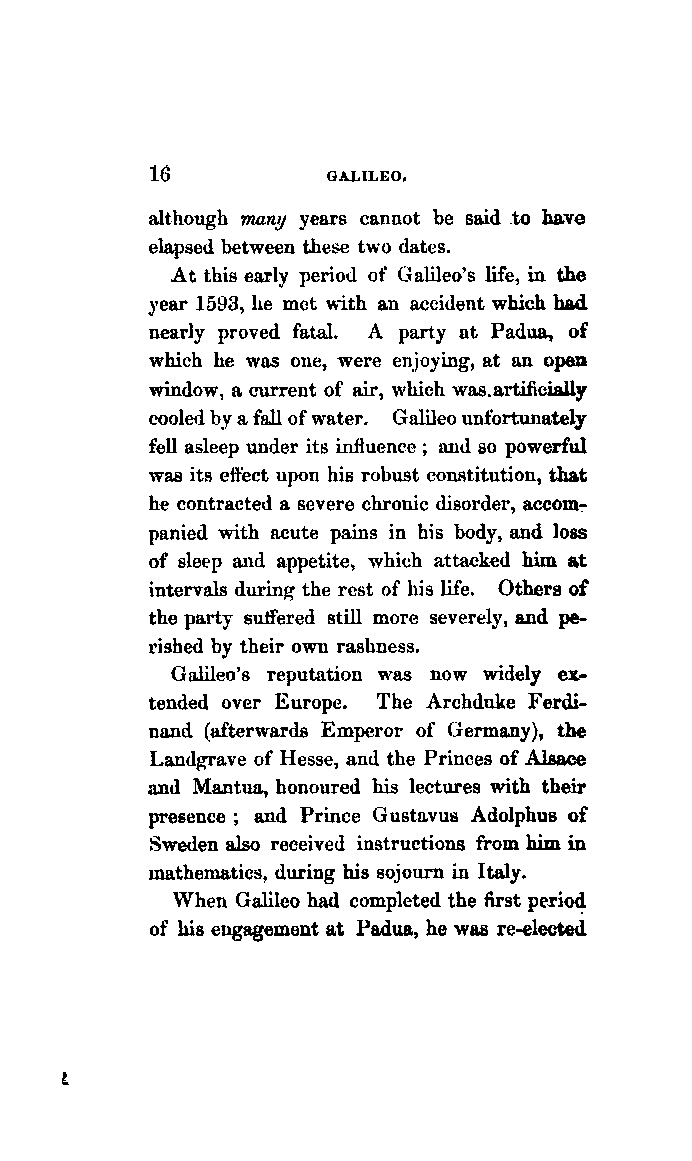 16 GALILEO.
although many years cannot be said to have
elapsed between these two dates.
At this early period of Galileo's life, in the
year 1593, he met with an accident which had
nearly proved fatal. A party at Padua, of
which he was one, were enjoying, at an open
window, a current of air, which was.artificially
cooled by a fall of water. Galileo unfortunately
fell asleep under its influence ; and so powerful
was its effect upon his robust constitution, that
he contracted a severe chronic disorder, accom-
panied with acute pains in his body, and loss
of sleep and appetite, which attacked him at
intervals during the rest of his life. Others of
the party suffered still more severely, and pe-
rished by their own rashness.
Galileo's reputation was now widely ex-
tended over Europe. The Archduke Ferdi-
nand (afterwards Emperor of Germany), the
Landgrave of Hesse, and the Princes of Alsace
and Mantua, honoured his lectures with their
presence ; and Prince Gustavus Adolphus of
Sweden also received instructions from him in
mathematics, during his sojourn in Italy.
When Galileo had completed the first period
of his engagement at Padua, he was re-elected